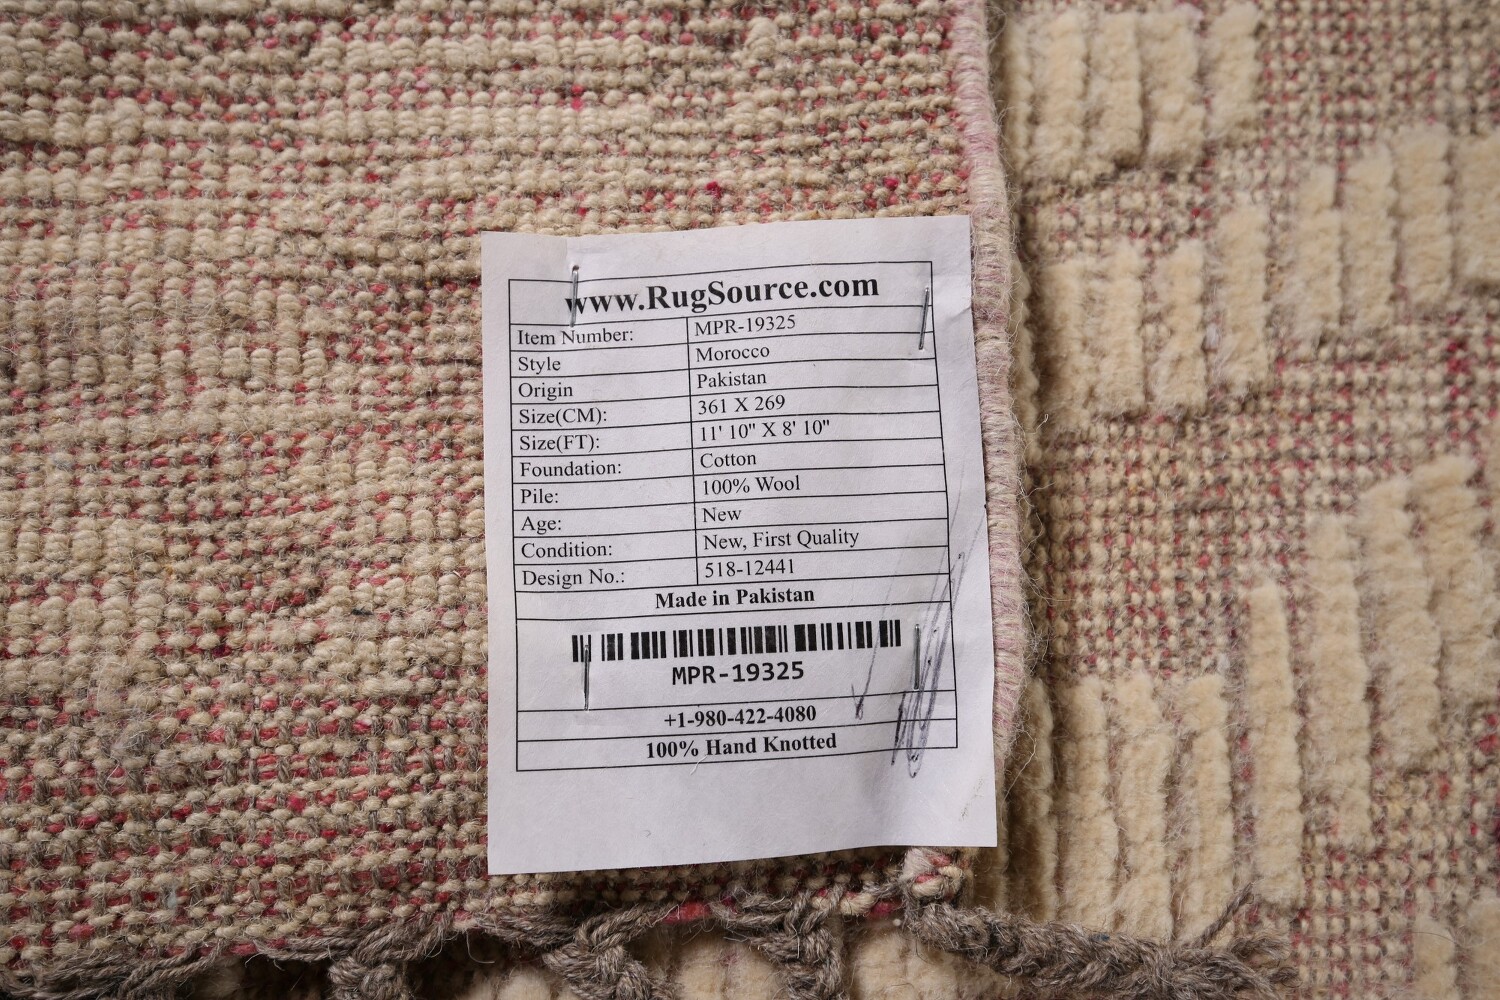 www.RugSource.com
Item Number: MPR-19325
Style Morocco
Origin Pakistan
Size(CM): 361 X 269
Size(FT): 11' 10" X 8' 10"
Foundation: Cotton
Pile: 100% Wool
Age: New
Condition: New, First Quality
Design No.: 518-12441
Made in Pakistan
MPR-19325
+1-980-422-4080
100% Hand Knotted